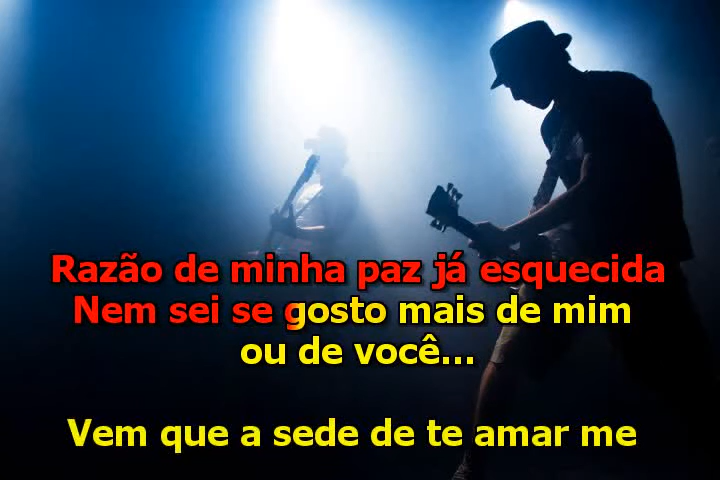 Razão de minha paz já esquecida
Nem sei se gosto mais de mim
ou de você...
Vem que a sede de te amar me